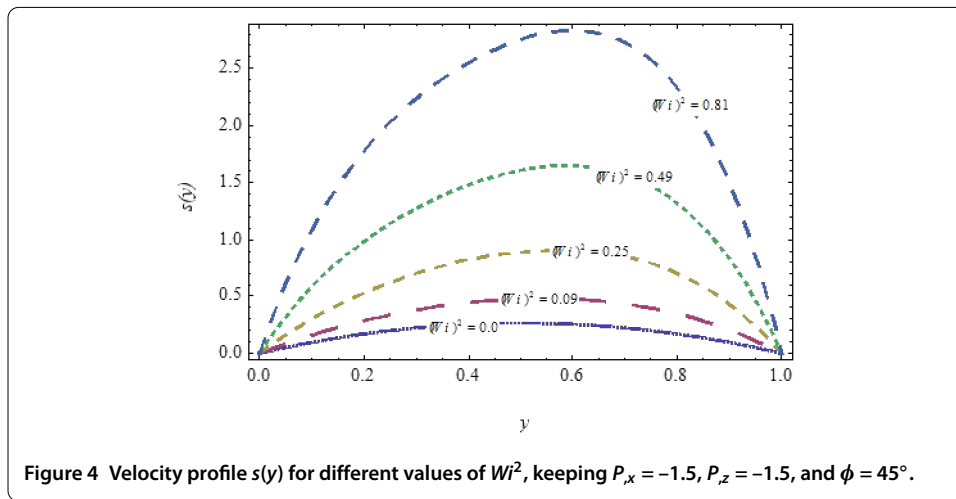 2.5
2.0
1.5
1.0
0.5
0.0
s(y)
(Wi)² = 0.81
(Wi)² = 0.49
(Wi)² = 0.25
(Wi)² = 0.09
(Wi)² = 0.0
0.0 0.2 0.4 0.6 0.8 1.0
y
Figure 4 Velocity profile s(y) for different values of Wi², keeping P,x = –1.5, P,z = –1.5, and ϕ = 45°.